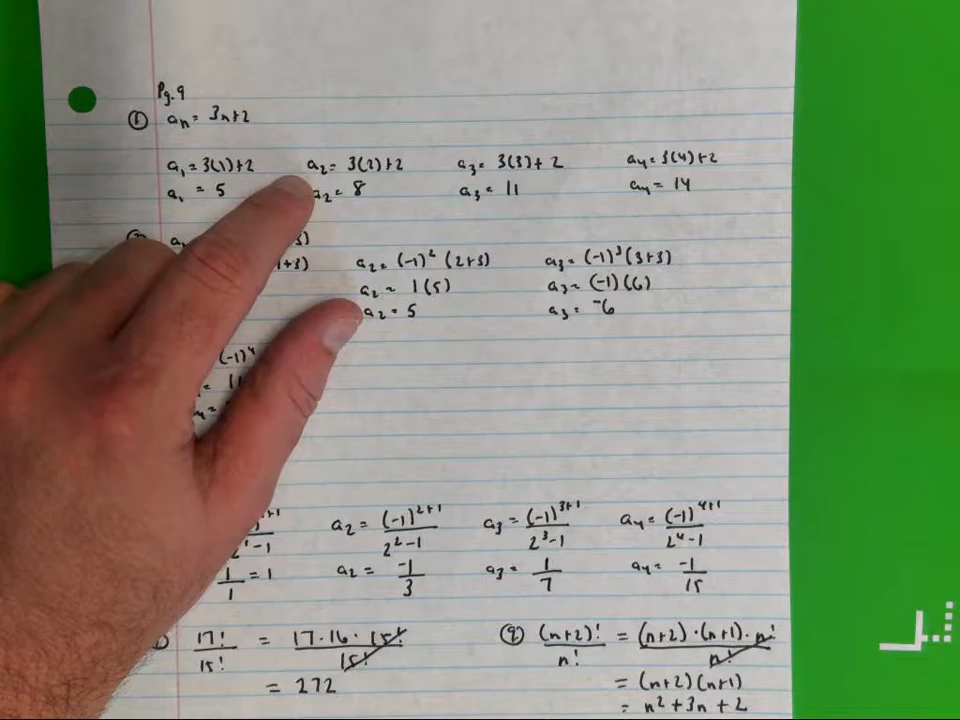 Pg. 9
① aₙ = 3n+2
a₁ = 3(1)+2 a₂ = 3(2)+2 a₃ = 3(3)+2 a₄ = 3(4)+2
a₁ = 5 a₂ = 8 a₃ = 11 a₄ = 14
a₂ = (-1)² (2+3) a₃ = (-1)³ (3+3)
a₂ = 1(5) a₃ = (-1)(6)
a₂ = 5 a₃ = -6
(-1)⁴
a₂ = (-1)²⁺¹ / 2²-1 a₃ = (-1)³⁺¹ / 2³-1 a₄ = (-1)⁴⁺¹ / 2⁴-1
1/1 = 1 a₂ = -1/3 a₃ = 1/7 a₄ = -1/15
17!/15! = 17·16·15!/15!
= 272
⑨ (n+2)!/n! = (n+2)·(n+1)·n!/n!
= (n+2)(n+1)
= n² + 3n + 2